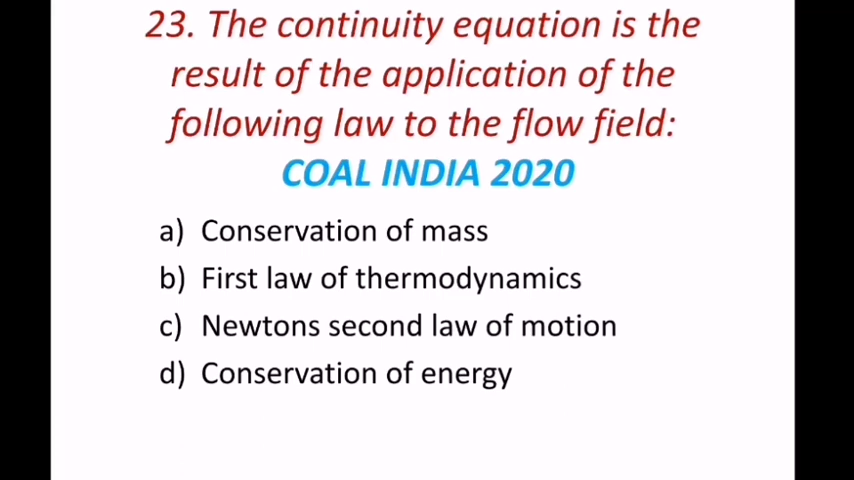 23. The continuity equation is the
result of the application of the
following law to the flow field:
COAL INDIA 2020
a) Conservation of mass
b) First law of thermodynamics
c) Newtons second law of motion
d) Conservation of energy